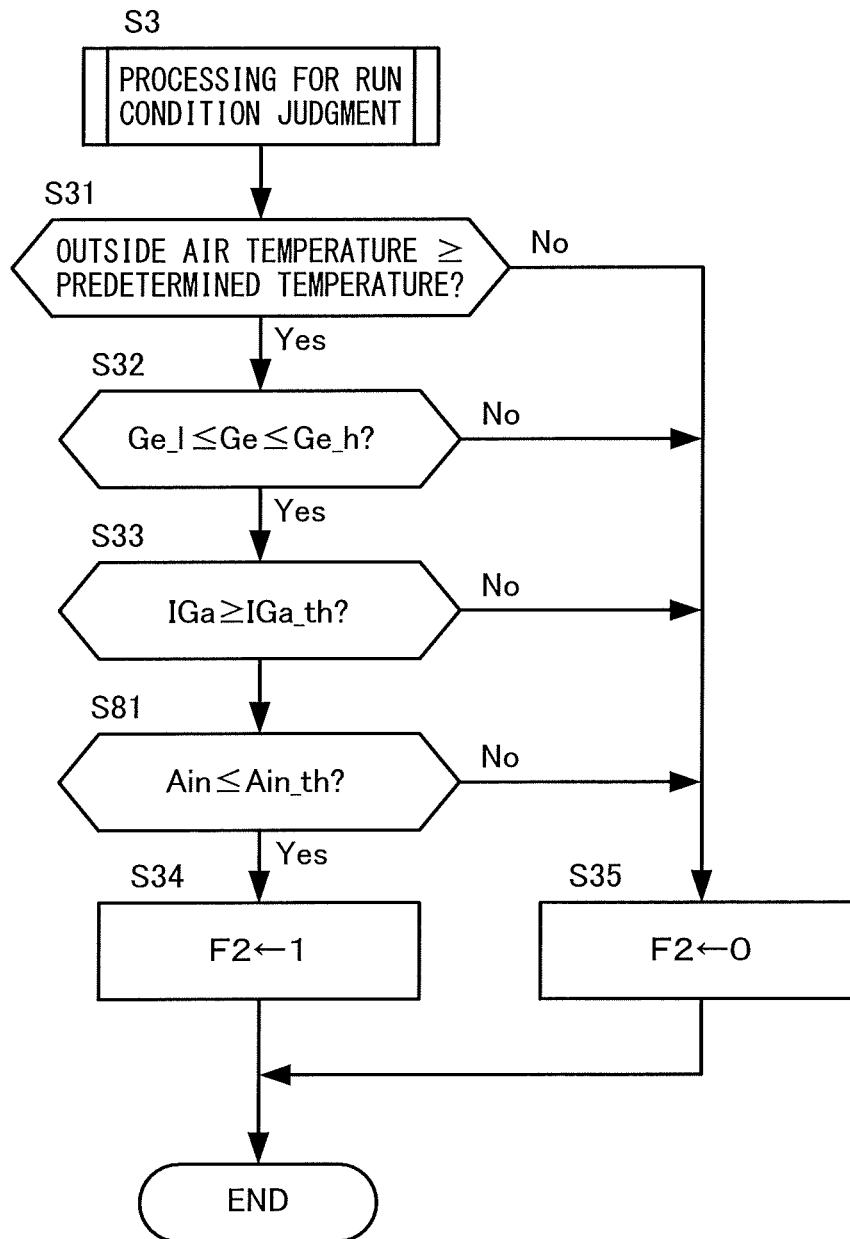 S3
PROCESSING FOR RUN
CONDITION JUDGMENT
S31
OUTSIDE AIR TEMPERATURE ≥
PREDETERMINED TEMPERATURE?
No
Yes
S32
Ge_l≤Ge≤Ge_h?
No
Yes
S33
IGa≥IGa_th?
No
S81
Ain≤Ain_th?
No
Yes
S34
F2←1
S35
F2←0
END